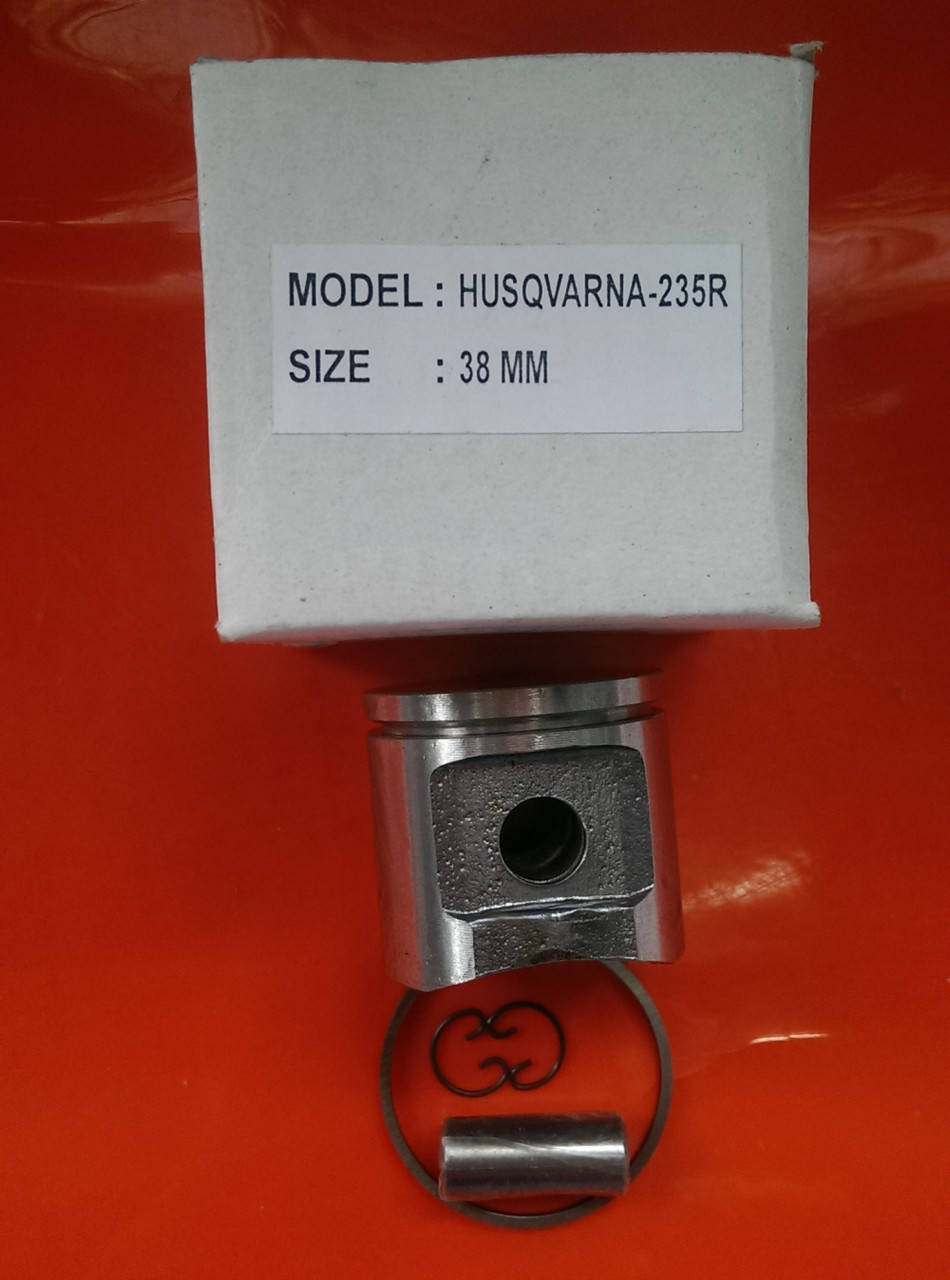 MODEL : HUSQVARNA-235R
SIZE : 38 MM